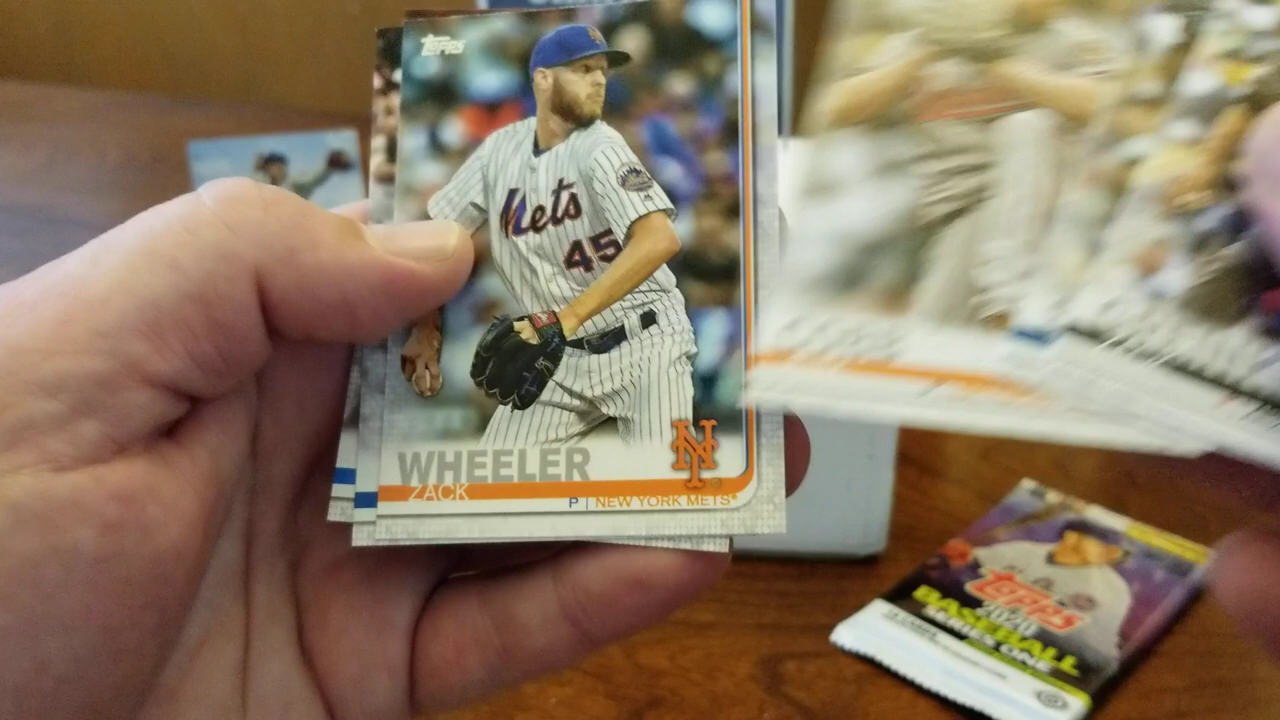 Topps
Mets
45
WHEELER
ZACK
P | NEW YORK METS
NY
Topps
2020
BASEBALL
SERIES ONE